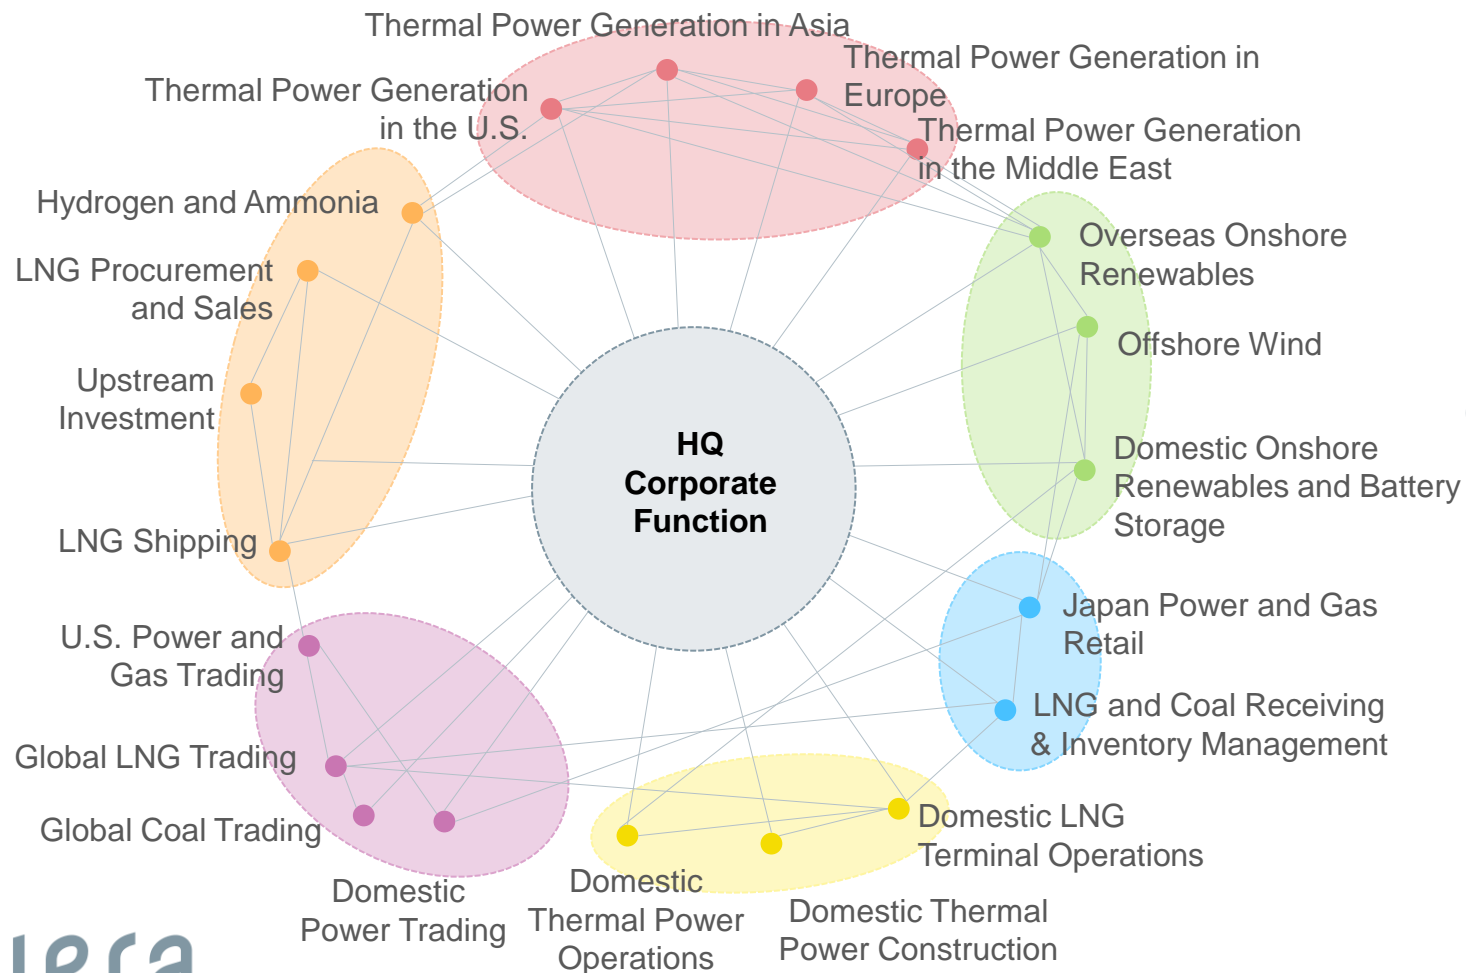 Thermal Power Generation in Asia
Thermal Power Generation in
Europe
Thermal Power Generation
in the U.S.
Thermal Power Generation
in the Middle East
Hydrogen and Ammonia
LNG Procurement
and Sales
Upstream
Investment
LNG Shipping
Overseas Onshore
Renewables
Offshore Wind
Domestic Onshore
Renewables and Battery
Storage
HQ
Corporate
Function
Japan Power and Gas
Retail
LNG and Coal Receiving
& Inventory Management
U.S. Power and
Gas Trading
Global LNG Trading
Global Coal Trading
Domestic
Power Trading
Domestic
Thermal Power
Operations
Domestic Thermal
Power Construction
Domestic LNG
Terminal Operations
Jera